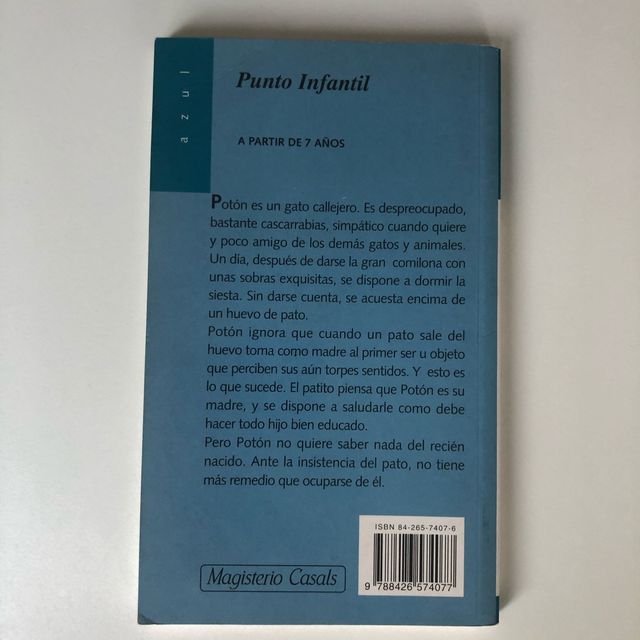 azul
Punto Infantil
A PARTIR DE 7 AÑOS
Potón es un gato callejero. Es despreocupado,
bastante cascarrabias, simpático cuando quiere
y poco amigo de los demás gatos y animales.
Un día, después de darse la gran comilona con
unas sobras exquisitas, se dispone a dormir la
siesta. Sin darse cuenta, se acuesta encima de
un huevo de pato.
Potón ignora que cuando un pato sale del
huevo toma como madre al primer ser u objeto
que perciben sus aún torpes sentidos. Y esto es
lo que sucede. El patito piensa que Potón es su
madre, y se dispone a saludarle como debe
hacer todo hijo bien educado.
Pero Potón no quiere saber nada del recién
nacido. Ante la insistencia del pato, no tiene
más remedio que ocuparse de él.
ISBN 84-265-7407-6
9 788426 574077
Magisterio Casals